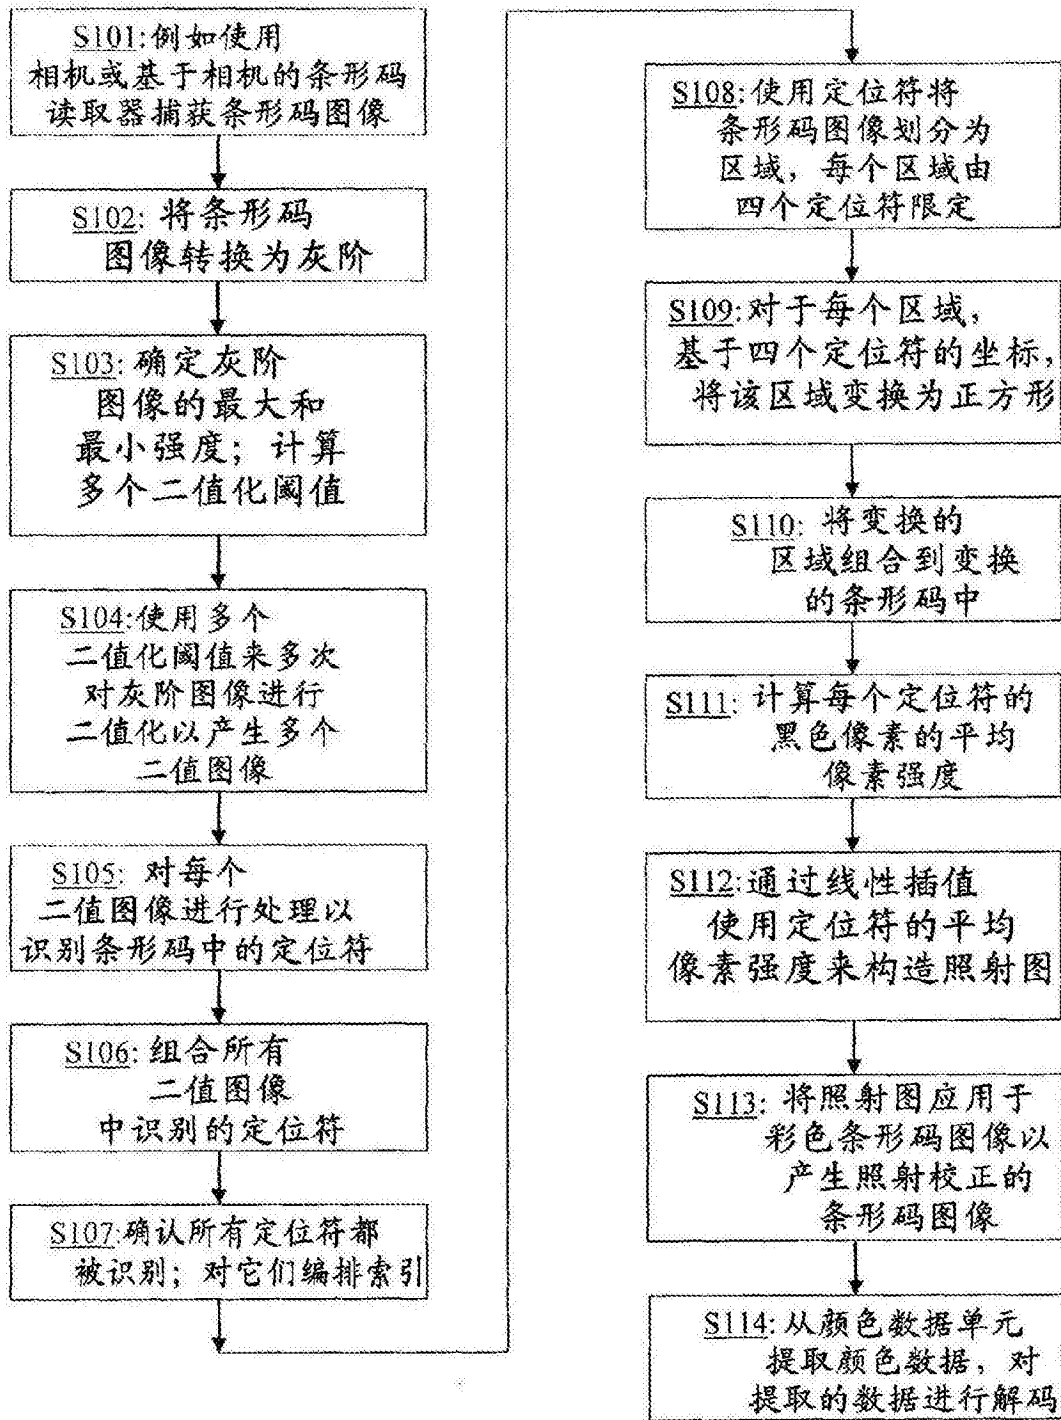 S101:例如使用
相机或基于相机的条形码
读取器捕获条形码图像
S102: 将条形码
图像转换为灰阶
S103: 确定灰阶
图像的最大和
最小强度；计算
多个二值化阈值
S104:使用多个
二值化阈值来多次
对灰阶图像进行
二值化以产生多个
二值图像
S105: 对每个
二值图像进行处理以
识别条形码中的定位符
S106: 组合所有
二值图像
中识别的定位符
S107:确认所有定位符都
被识别；对它们编排索引
S108:使用定位符将
条形码图像划分为
区域，每个区域由
四个定位符限定
S109:对于每个区域，
基于四个定位符的坐标，
将该区域变换为正方形
S110: 将变换的
区域组合到变换
的条形码中
S111: 计算每个定位符的
黑色像素的平均
像素强度
S112:通过线性插值
使用定位符的平均
像素强度来构造照射图
S113: 将照射图应用于
彩色条形码图像以
产生照射校正的
条形码图像
S114:从颜色数据单元
提取颜色数据，对
提取的数据进行解码